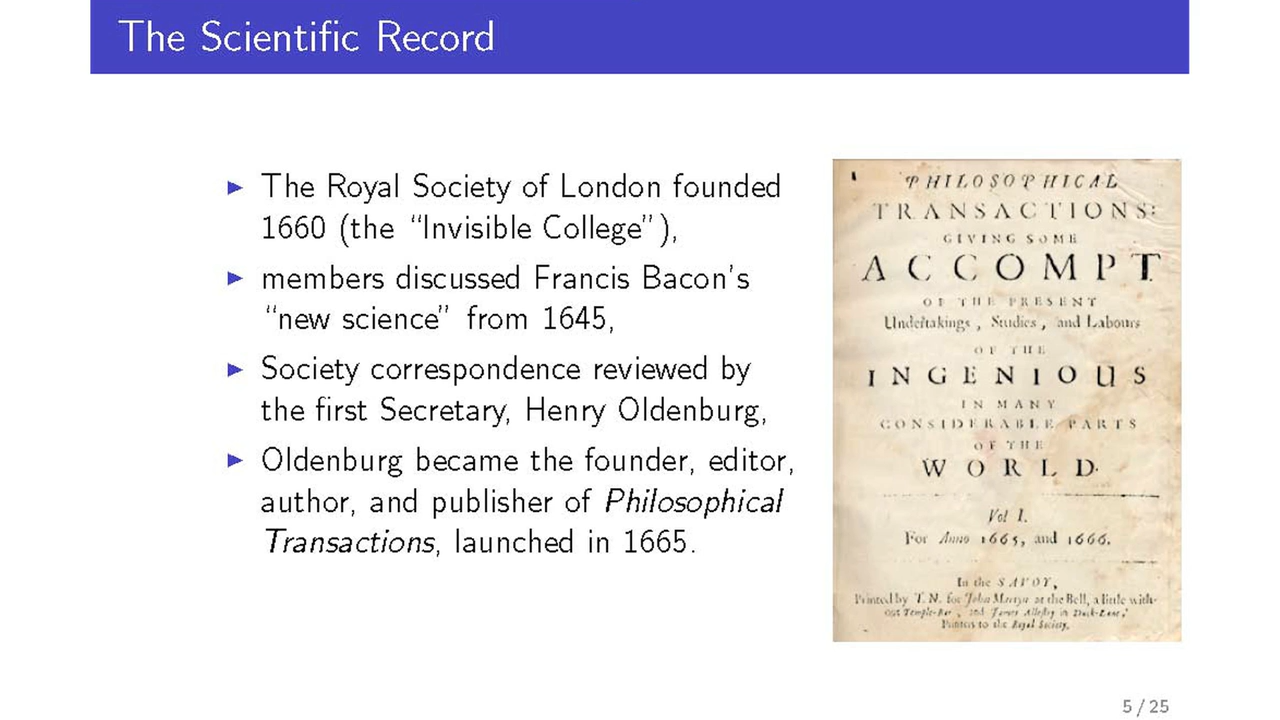 The Scientific Record
▶ The Royal Society of London founded
1660 (the “Invisible College”),
▶ members discussed Francis Bacon’s
“new science” from 1645,
▶ Society correspondence reviewed by
the first Secretary, Henry Oldenburg,
▶ Oldenburg became the founder, editor,
author, and publisher of Philosophical
Transactions, launched in 1665.
PHILOSOPHICAL
TRANSACTIONS:
GIVING SOME
ACCOMPT
OF THE PRESENT
Undertakings, Studies, and Labours
OF THE
INGENIOUS
IN MANY
CONSIDERABLE PARTS
OF THE
WORLD.
Vol I.
For Anno 1665, and 1666.
In the SAVOY,
Printed by T. N. for John Martyn at the Bell, a little with-
out Temple-Bar, and James Allestry in Duck-Lane,
Printers to the Royal Society.
5 / 25